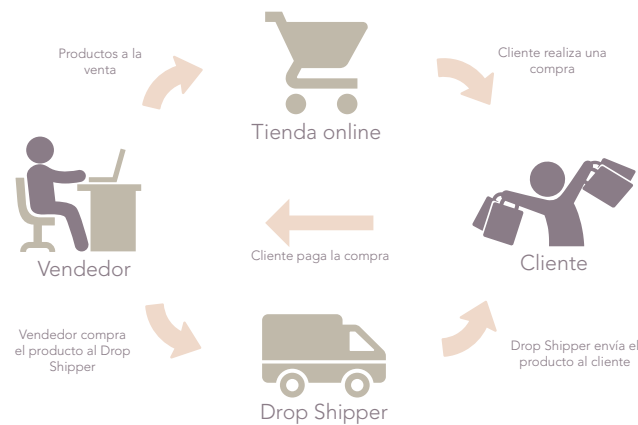 Productos a la
venta
Cliente realiza una
compra
Tienda online
Vendedor
Cliente paga la compra
Cliente
Vendedor compra
el producto al Drop
Shipper
Drop Shipper envía el
producto al cliente
Drop Shipper